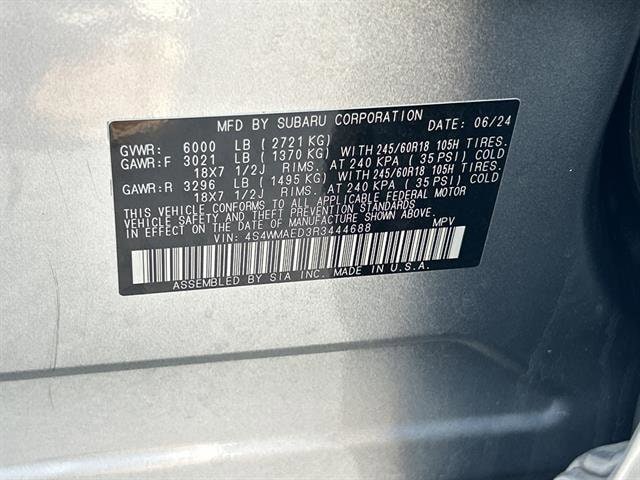 MFD BY SUBARU CORPORATION DATE: 06/24
GVWR: 6000 LB ( 2721 KG)
GAWR:F 3021 LB ( 1370 KG) WITH 245/60R18 105H TIRES.
18X7 1/2J RIMS. AT 240 KPA ( 35 PSI) COLD
GAWR:R 3296 LB ( 1495 KG) WITH 245/60R18 105H TIRES.
18X7 1/2J RIMS. AT 240 KPA ( 35 PSI) COLD
THIS VEHICLE CONFORMS TO ALL APPLICABLE FEDERAL MOTOR
VEHICLE SAFETY AND THEFT PREVENTION STANDARDS
IN EFFECT ON THE DATE OF MANUFACTURE SHOWN ABOVE.
VIN: 4S4WMAED3R3444688 MPV
ASSEMBLED BY SIA INC. MADE IN U.S.A.